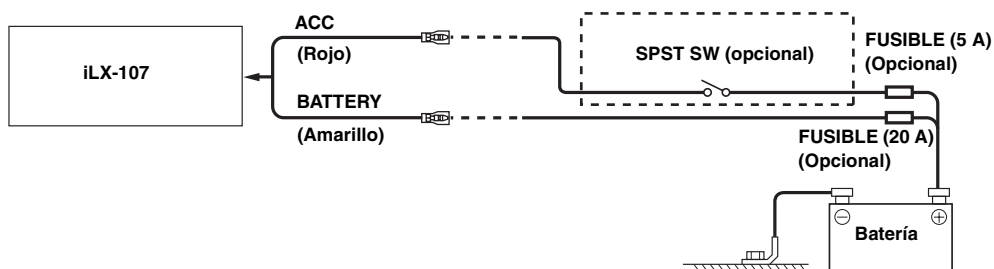 iLX-107
ACC
(Rojo)
BATTERY
(Amarillo)
SPST SW (opcional)
FUSIBLE (5 A)
(Opcional)
FUSIBLE (20 A)
(Opcional)
Batería